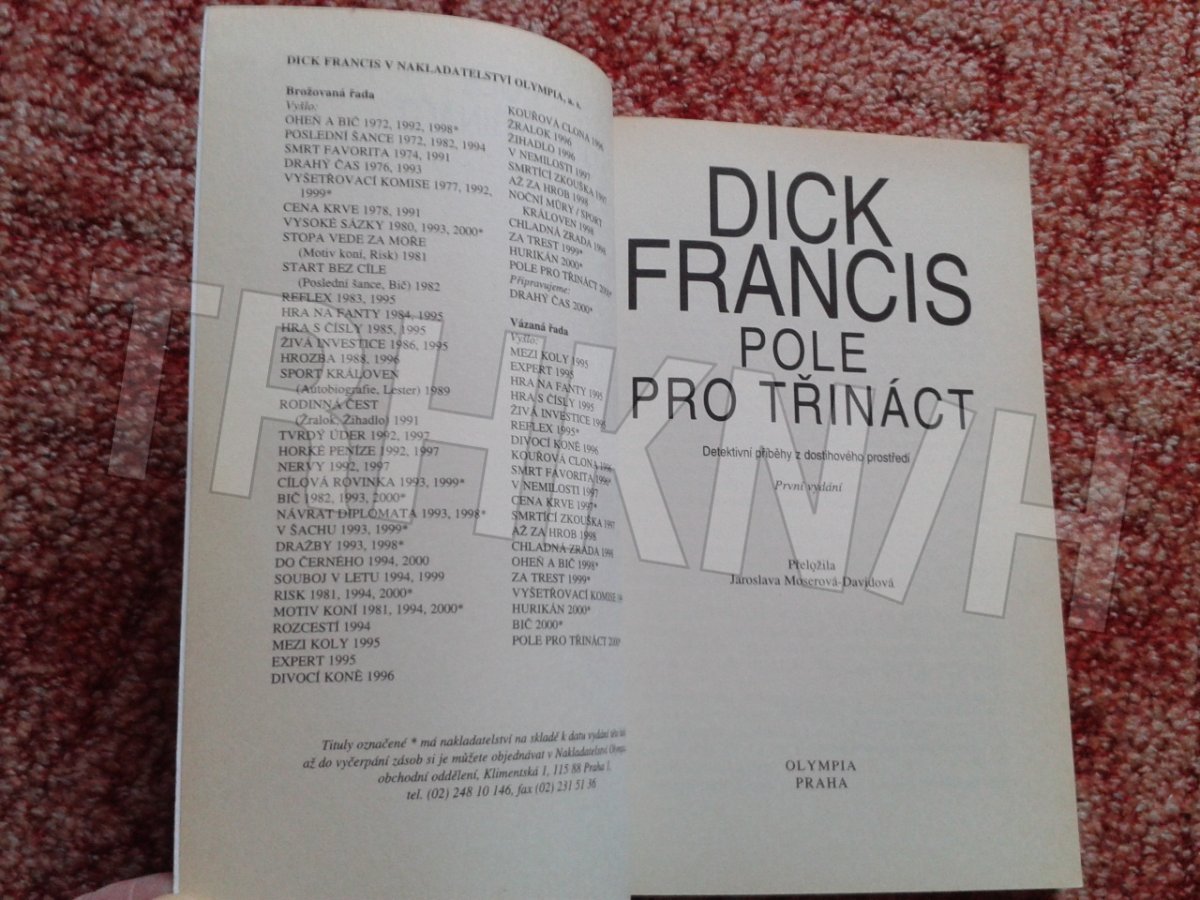 DICK FRANCIS V NAKLADATELSTVÍ OLYMPIA, a. s.
Brožovaná řada
Vyšlo:
OHEŇ A BIČ 1972, 1992, 1998*
POSLEDNÍ ŠANCE 1972, 1982, 1994
SMRT FAVORITA 1974, 1991
DRAHÝ ČAS 1976, 1993
VYŠETŘOVACÍ KOMISE 1977, 1992,
1999*
CENA KRVE 1978, 1991
VYSOKÉ SÁZKY 1980, 1993, 2000*
STOPA VEDE ZA MOŘE
(Motiv koní, Risk) 1981
START BEZ CÍLE
(Poslední šance, Bič) 1982
REFLEX 1983, 1995
HRA NA FANTY 1984, 1995
HRA S ČÍSLY 1985, 1995
ŽIVÁ INVESTICE 1986, 1995
HROZBA 1988, 1996
SPORT KRÁLOVEN
(Autobiografie, Lester) 1989
RODINNÁ ČEST
(Žralok, Žihadlo) 1991
TVRDÝ ÚDER 1992, 1997
HORKÉ PENÍZE 1992, 1997
NERVY 1992, 1997
CÍLOVÁ ROVINKA 1993, 1999*
BIČ 1982, 1993, 2000*
NÁVRAT DIPLOMATA 1993, 1998*
V ŠACHU 1993, 1999*
DRAŽBY 1993, 1998*
DO ČERNÉHO 1994, 2000
SOUBOJ V LETU 1994, 1999
RISK 1981, 1994, 2000*
MOTIV KONÍ 1981, 1994, 2000*
ROZCESTÍ 1994
MEZI KOLY 1995
EXPERT 1995
DIVOCÍ KONĚ 1996
KOUŘOVÁ CLONA 1996
ŽRALOK 1996
ŽIHADLO 1996
V NEMILOSTI 1997
SMRTÍCÍ ZKOUŠKA 1997
AŽ ZA HROB 1998
NOČNÍ MŮRY / SPORT
KRÁLOVEN 1998
CHLADNÁ ZRADA 1998
ZA TREST 1999*
HURIKÁN 2000*
POLE PRO TŘINÁCT 2000*
Připravujeme:
DRAHÝ ČAS 2000*
Vázaná řada
Vyšlo:
MEZI KOLY 1995
EXPERT 1995
HRA NA FANTY 1995
HRA S ČÍSLY 1995
ŽIVÁ INVESTICE 1995
REFLEX 1995*
DIVOCÍ KONĚ 1996
KOUŘOVÁ CLONA 1996
SMRT FAVORITA 1996*
V NEMILOSTI 1997
CENA KRVE 1997*
SMRTÍCÍ ZKOUŠKA 1997
AŽ ZA HROB 1998
CHLADNÁ ZRADA 1998
OHEŇ A BIČ 1998*
ZA TREST 1999*
VYŠETŘOVACÍ KOMISE
HURIKÁN 2000*
BIČ 2000*
POLE PRO TŘINÁCT 2000
Tituly označené * má nakladatelství na skladě k datu vydání
až do vyčerpání zásob si je můžete objednávat v Nakladatelství
obchodní oddělení, Klimentská 1, 115 88 Praha 1.
tel. (02) 248 10 146, fax (02) 231 51 36
DICK
FRANCIS
POLE
PRO TŘINÁCT
Detektivní příběhy z dostihového prostředí
První vydání
Přeložila
Jaroslava Moserová-Davidová
OLYMPIA
PRAHA
TRHKNIH